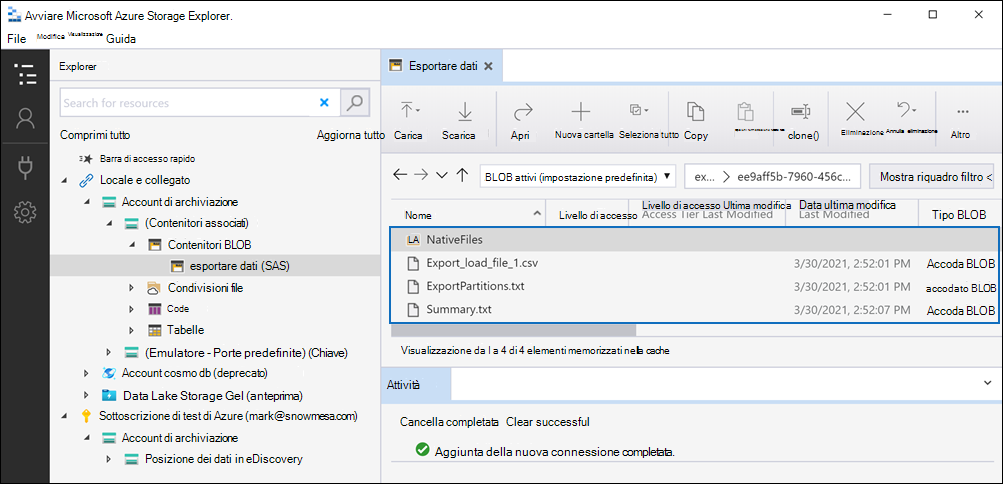 Avviare Microsoft Azure Storage Explorer.
File Modifica Visualizzazione Guida
Explorer
Search for resources
Comprimi tutto Aggiorna tutto
Barra di accesso rapido
Locale e collegato
Account di archiviazione
(Contenitori associati)
Contenitori BLOB
esportare dati (SAS)
Condivisioni file
Code
Tabelle
(Emulatore - Porte predefinite) (Chiave)
Account cosmo db (deprecato)
Data Lake Storage Gel (anteprima)
Sottoscrizione di test di Azure (mark@snowmesa.com)
Account di archiviazione
Posizione dei dati in eDiscovery
Esportare dati
Carica Scarica Apri Nuova cartella Seleziona tutto Copy clone() Eliminazione Annulla eliminazione Altro
BLOB attivi (impostazione predefinita) ex... ee9aff5b-7960-456c... Mostra riquadro filtro <
Nome Livello di accesso Livello di accesso Ultima modifica Data ultima modifica Tipo BLOB
Access Tier Last Modified Last Modified
NativeFiles
Export_load_file_1.csv 3/30/2021, 2:52:01 PM Accoda BLOB
ExportPartitions.txt 3/30/2021, 2:52:01 PM accodato BLOB
Summary.txt 3/30/2021, 2:52:07 PM Accoda BLOB
Visualizzazione da I a 4 di 4 elementi memorizzati nella cache
Attività
Cancella completata Clear successful
Aggiunta della nuova connessione completata.